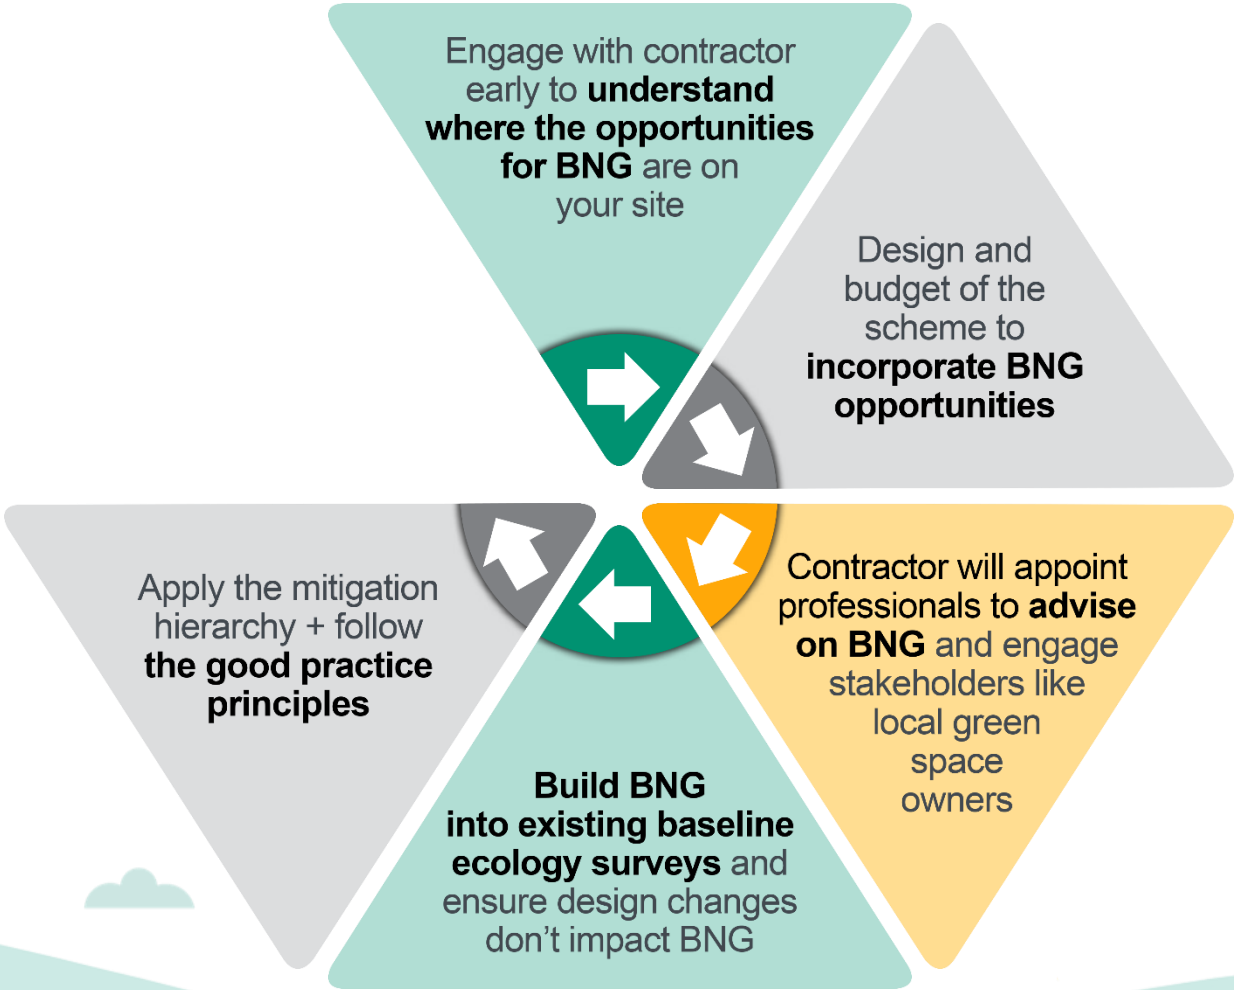 Engage with contractor
early to understand
where the opportunities
for BNG are on
your site
Design and
budget of the
scheme to
incorporate BNG
opportunities
Contractor will appoint
professionals to advise
on BNG and engage
stakeholders like
local green
space
owners
Build BNG
into existing baseline
ecology surveys and
ensure design changes
don’t impact BNG
Apply the mitigation
hierarchy + follow
the good practice
principles